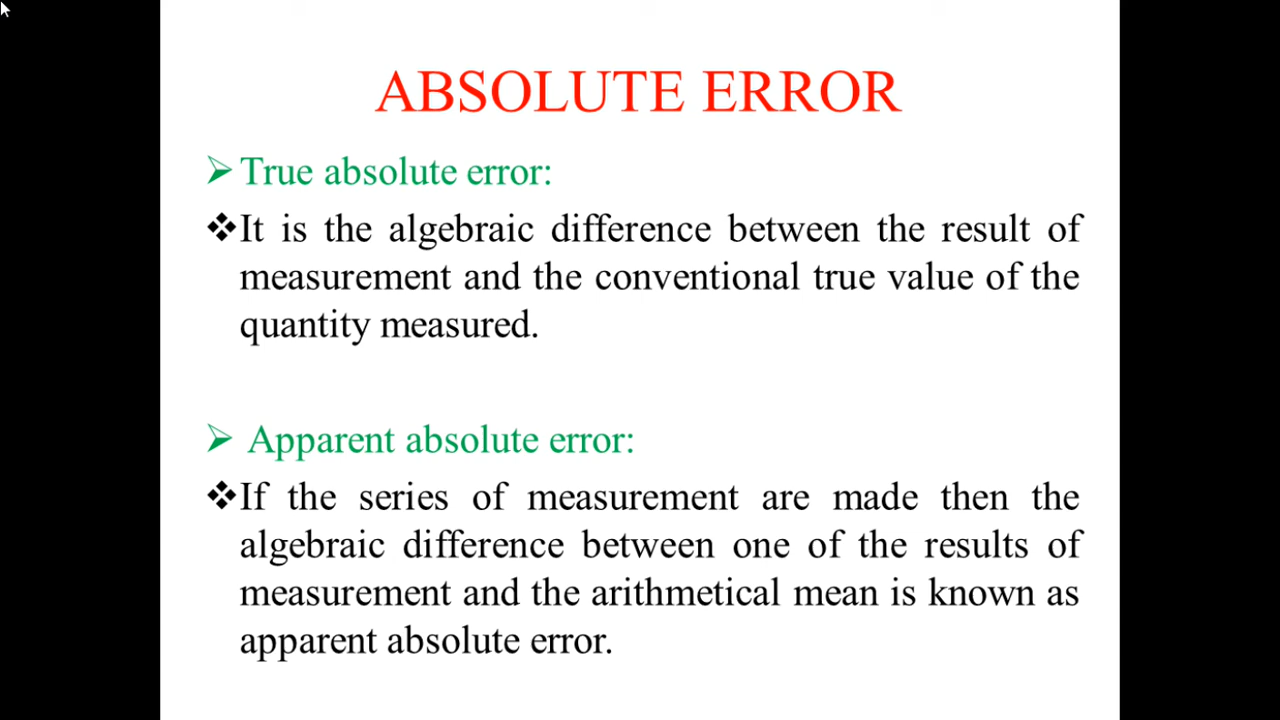 ABSOLUTE ERROR
True absolute error:
It is the algebraic difference between the result of
measurement and the conventional true value of the
quantity measured.
Apparent absolute error:
If the series of measurement are made then the
algebraic difference between one of the results of
measurement and the arithmetical mean is known as
apparent absolute error.